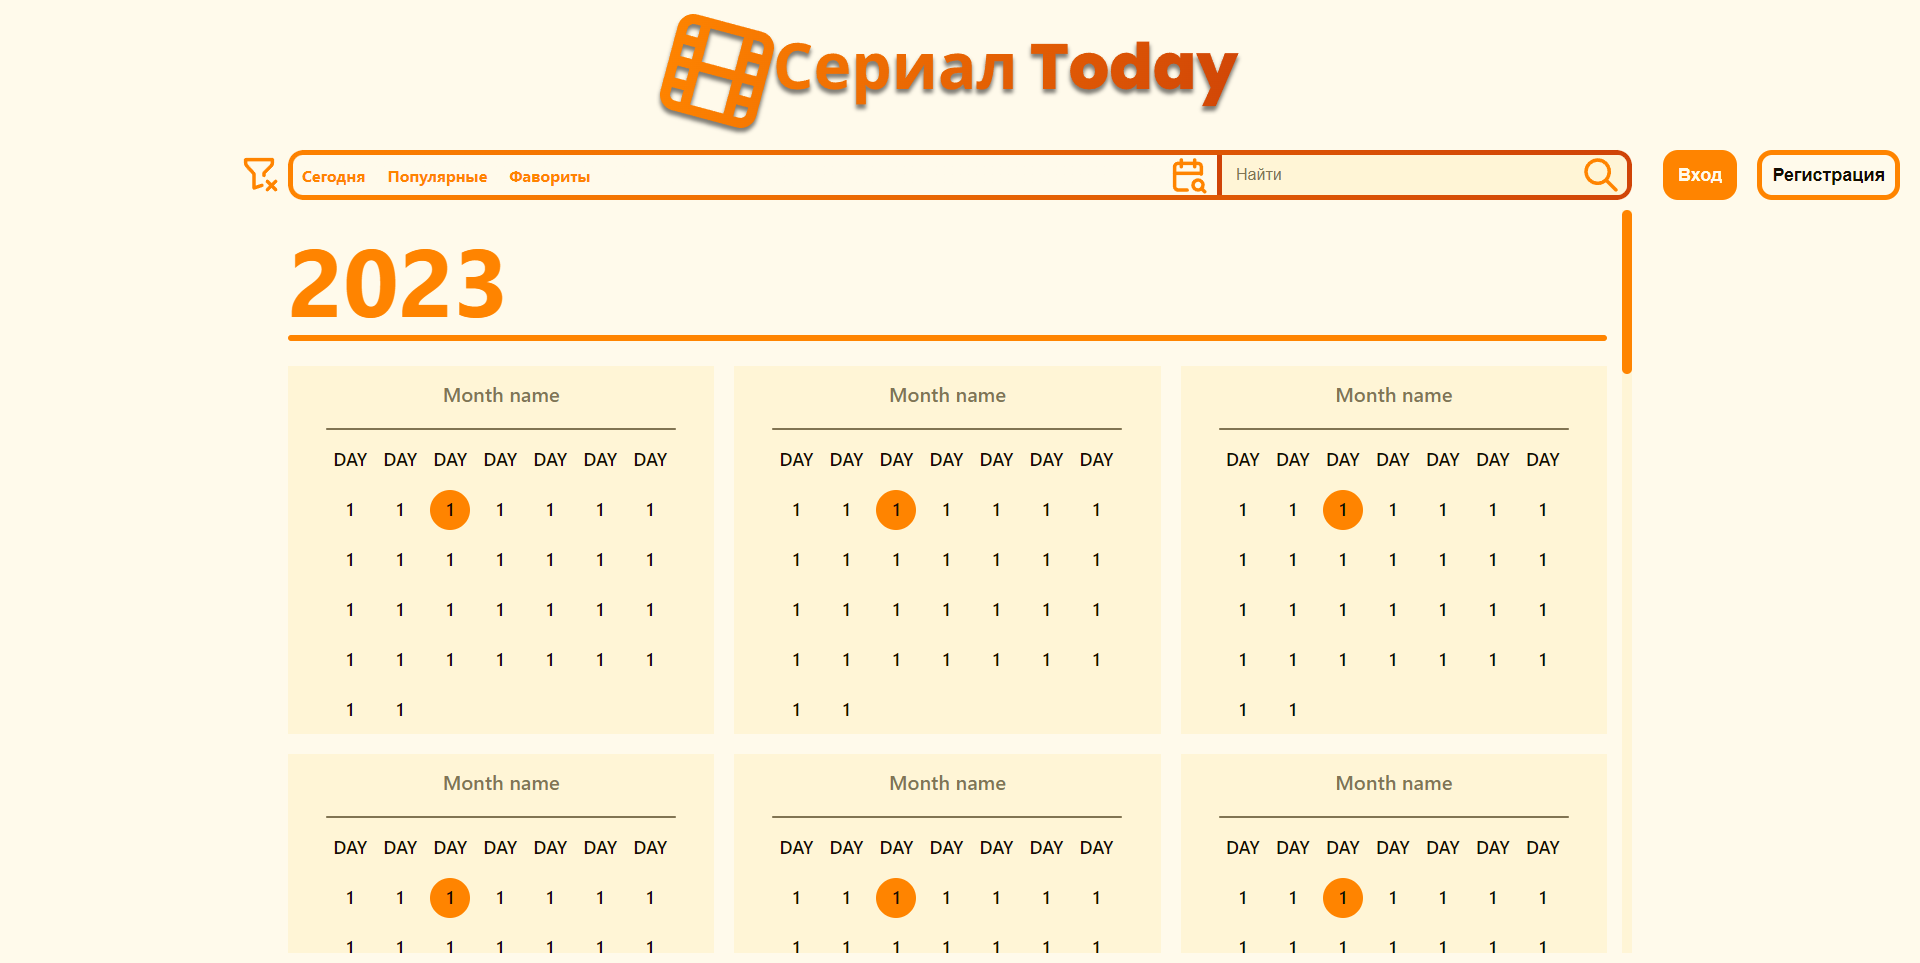 Сериал Today
Сегодня Популярные Фавориты Найти Вход Регистрация
2023
Month name Month name Month name
DAY DAY DAY DAY DAY DAY DAY DAY DAY DAY DAY DAY DAY DAY DAY DAY DAY DAY DAY DAY DAY
1 1 1 1 1 1 1 1 1 1 1 1 1 1 1 1 1 1 1 1 1
1 1 1 1 1 1 1 1 1 1 1 1 1 1 1 1 1 1 1 1 1
1 1 1 1 1 1 1 1 1 1 1 1 1 1 1 1 1 1 1 1 1
1 1 1 1 1 1 1 1 1 1 1 1 1 1 1 1 1 1 1 1 1
1 1 1 1 1 1
Month name Month name Month name
DAY DAY DAY DAY DAY DAY DAY DAY DAY DAY DAY DAY DAY DAY DAY DAY DAY DAY DAY DAY DAY
1 1 1 1 1 1 1 1 1 1 1 1 1 1 1 1 1 1 1 1 1
1 1 1 1 1 1 1 1 1 1 1 1 1 1 1 1 1 1 1 1 1